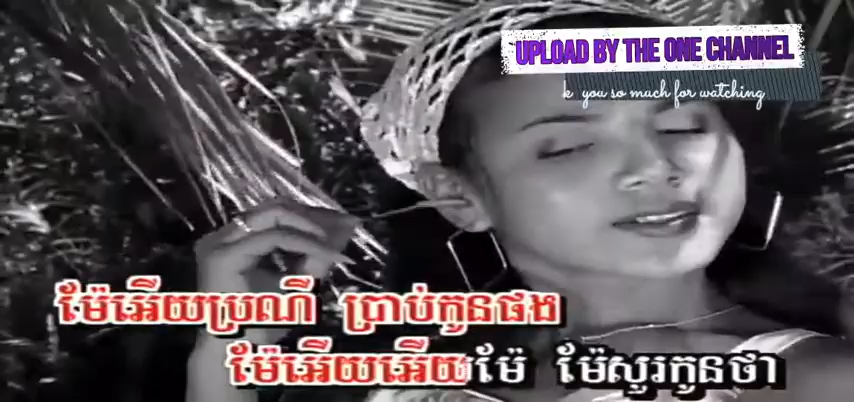 UPLOAD BY THE ONE CHANNEL
k you so much for watching
ម៉ែអើយប្រណី ប្រាប់កូនផង
ម៉ែអើយអើយម៉ែ ម៉ែសួរកូនថា